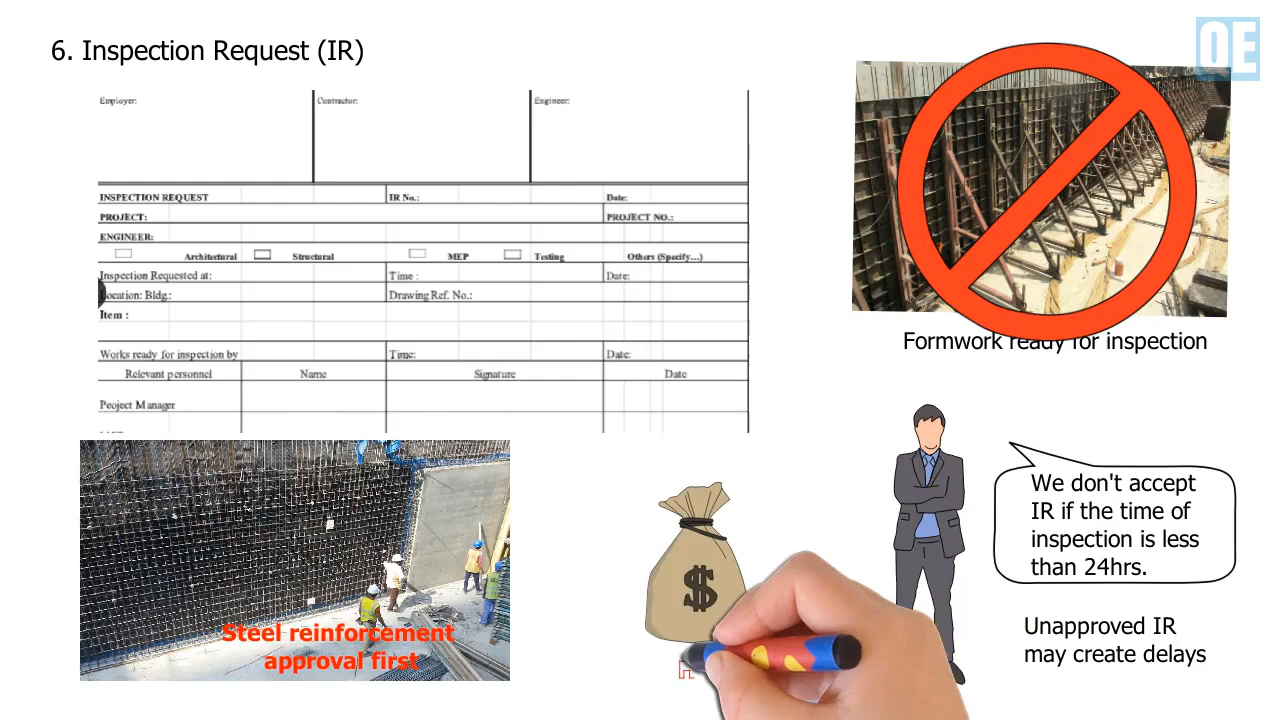 6. Inspection Request (IR)
OE
Employer:
Contractor:
Engineer:
INSPECTION REQUEST
IR No.:
Date:
PROJECT:
PROJECT NO.:
ENGINEER:
Architectural
Structural
MEP
Testing
Others (Specify...)
Inspection Requested at:
Time :
Date:
Location: Bldg.:
Drawing Ref. No.:
Item :
Works ready for inspection by
Time:
Date:
Relevant personnel
Name
Signature
Date
Peoject Manager
Formwork ready for inspection
Steel reinforcement
approval first
$
We don't accept
IR if the time of
inspection is less
than 24hrs.
Unapproved IR
may create delays